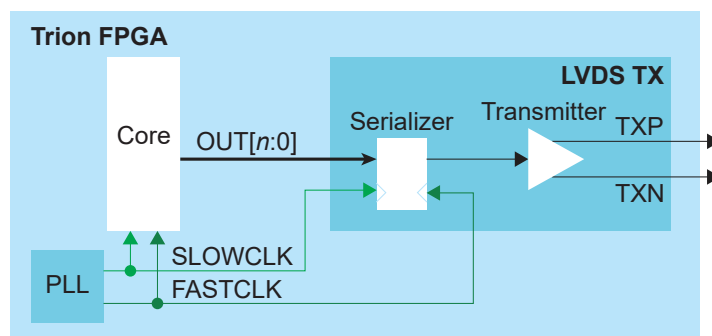 Trion FPGA
LVDS TX
Core
OUT[n:0]
Serializer
Transmitter
TXP
TXN
SLOWCLK
PLL
FASTCLK